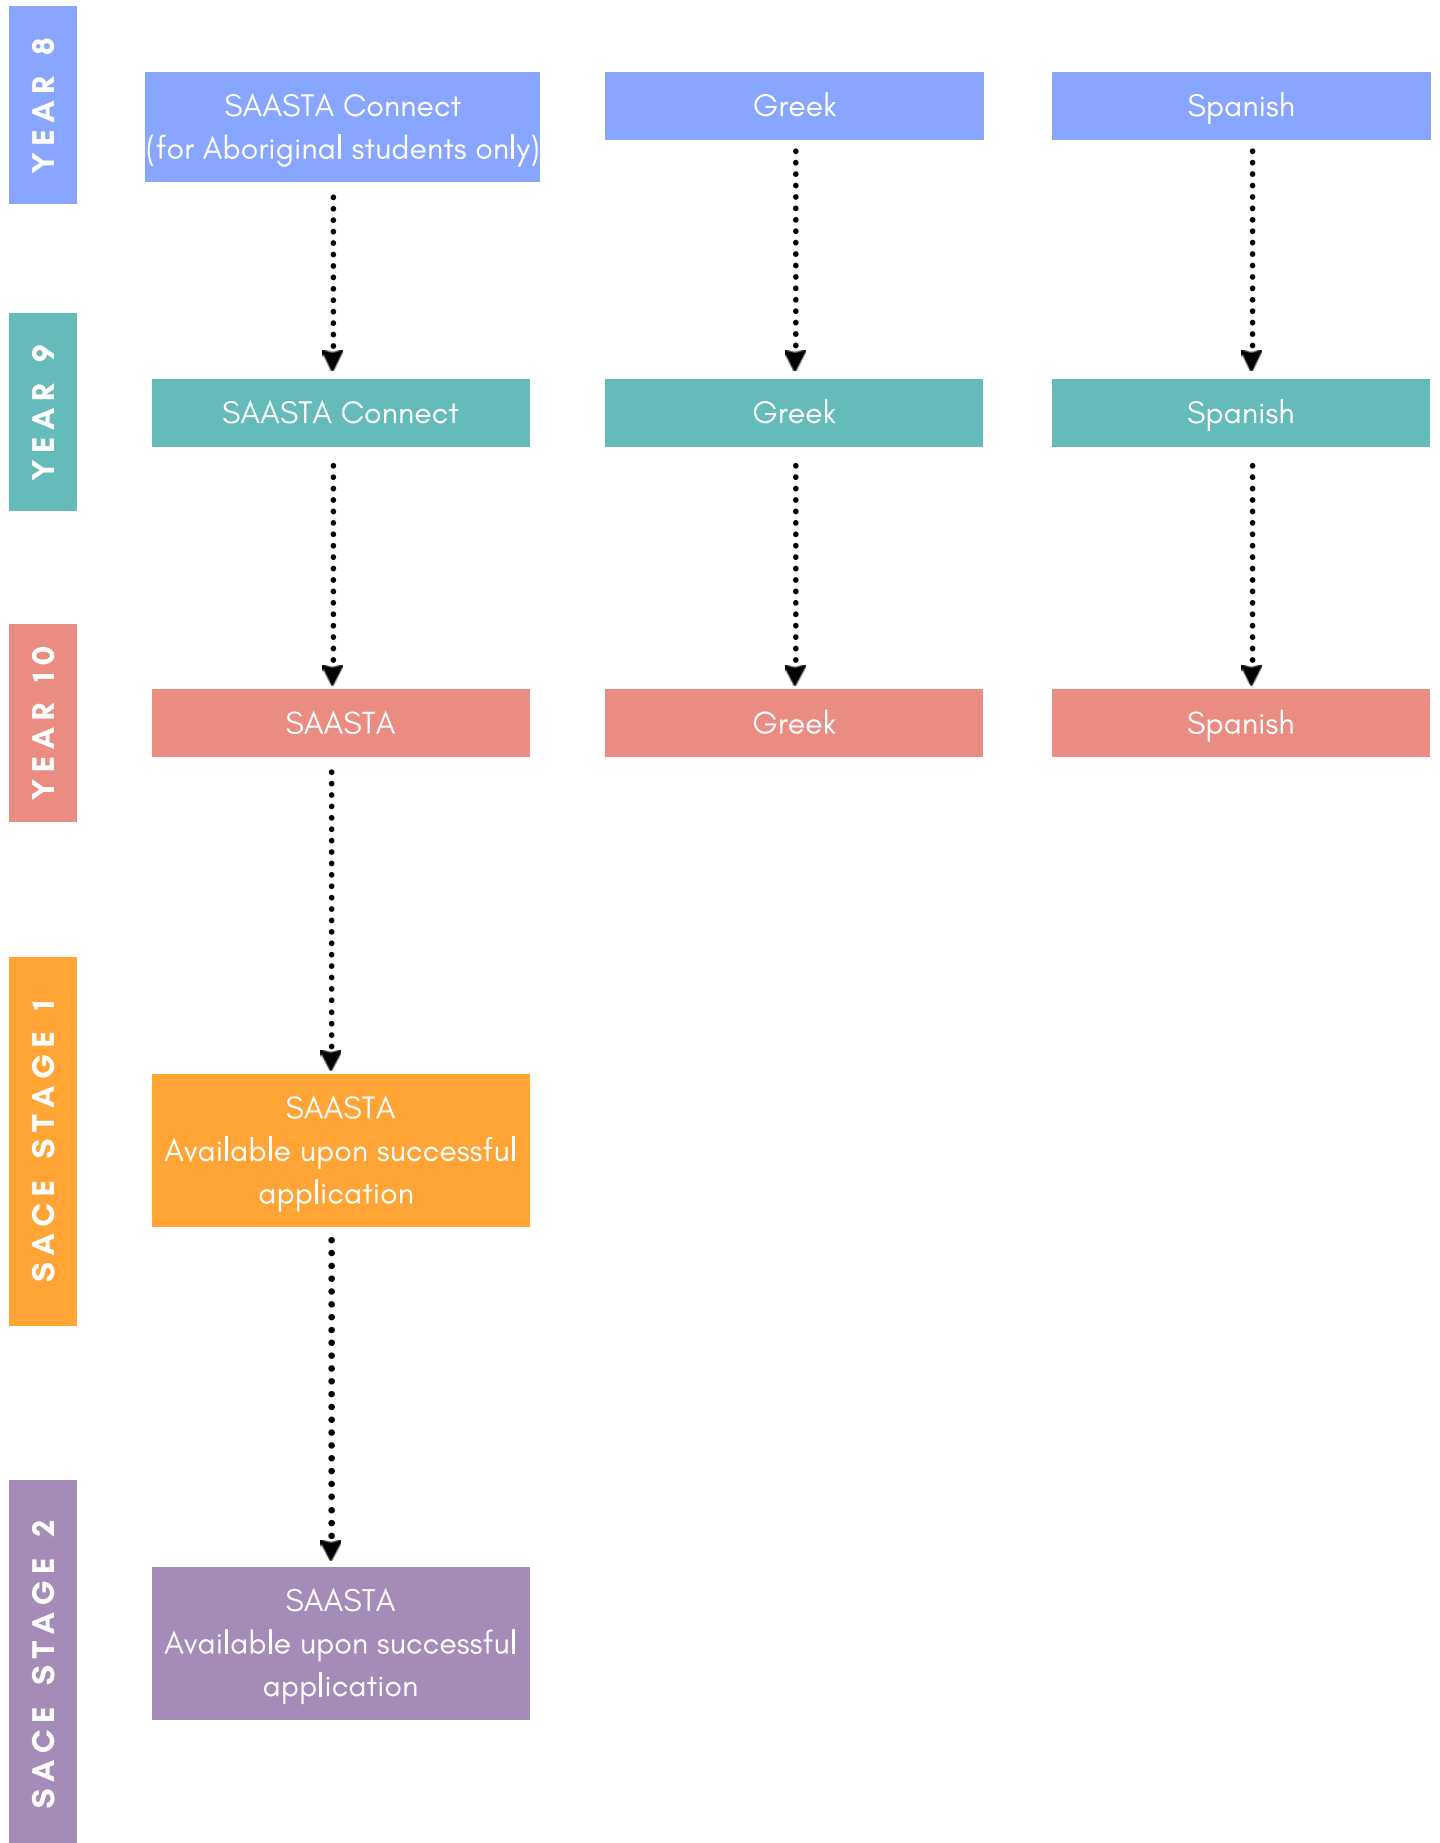 YEAR 8
SAASTA Connect
(for Aboriginal students only)
Greek
Spanish
YEAR 9
SAASTA Connect
Greek
Spanish
YEAR 10
SAASTA
Greek
Spanish
SACE STAGE 1
SAASTA
Available upon successful
application
SACE STAGE 2
SAASTA
Available upon successful
application